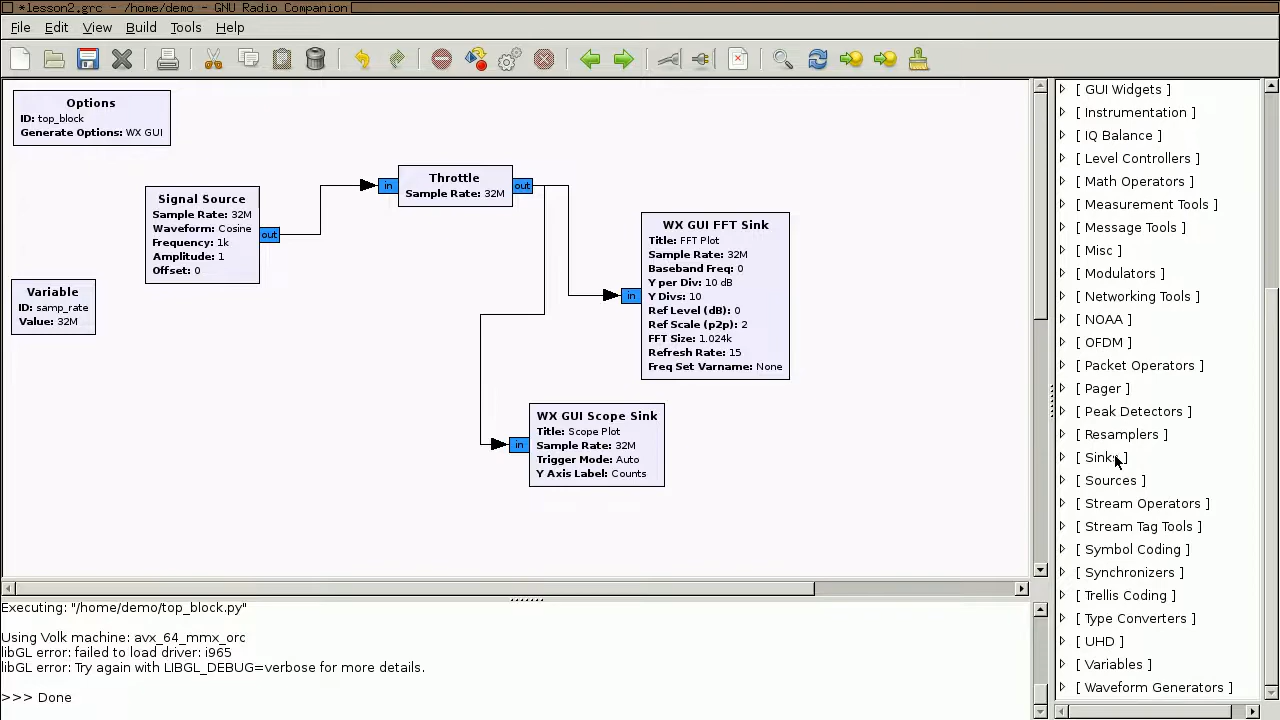 *lesson2.grc - /home/demo - GNU Radio Companion
File Edit View Build Tools Help
Options
ID: top_block
Generate Options: WX GUI
Signal Source
Sample Rate: 32M
Waveform: Cosine
Frequency: 1k
Amplitude: 1
Offset: 0
out
Variable
ID: samp_rate
Value: 32M
in
Throttle
Sample Rate: 32M
out
in
WX GUI FFT Sink
Title: FFT Plot
Sample Rate: 32M
Baseband Freq: 0
Y per Div: 10 dB
Y Divs: 10
Ref Level (dB): 0
Ref Scale (p2p): 2
FFT Size: 1.024k
Refresh Rate: 15
Freq Set Varname: None
in
WX GUI Scope Sink
Title: Scope Plot
Sample Rate: 32M
Trigger Mode: Auto
Y Axis Label: Counts
Executing: "/home/demo/top_block.py"
Using Volk machine: avx_64_mmx_orc
libGL error: failed to load driver: i965
libGL error: Try again with LIBGL_DEBUG=verbose for more details.
>>> Done
[ GUI Widgets ]
[ Instrumentation ]
[ IQ Balance ]
[ Level Controllers ]
[ Math Operators ]
[ Measurement Tools ]
[ Message Tools ]
[ Misc ]
[ Modulators ]
[ Networking Tools ]
[ NOAA ]
[ OFDM ]
[ Packet Operators ]
[ Pager ]
[ Peak Detectors ]
[ Resamplers ]
[ Sinks ]
[ Sources ]
[ Stream Operators ]
[ Stream Tag Tools ]
[ Symbol Coding ]
[ Synchronizers ]
[ Trellis Coding ]
[ Type Converters ]
[ UHD ]
[ Variables ]
[ Waveform Generators ]